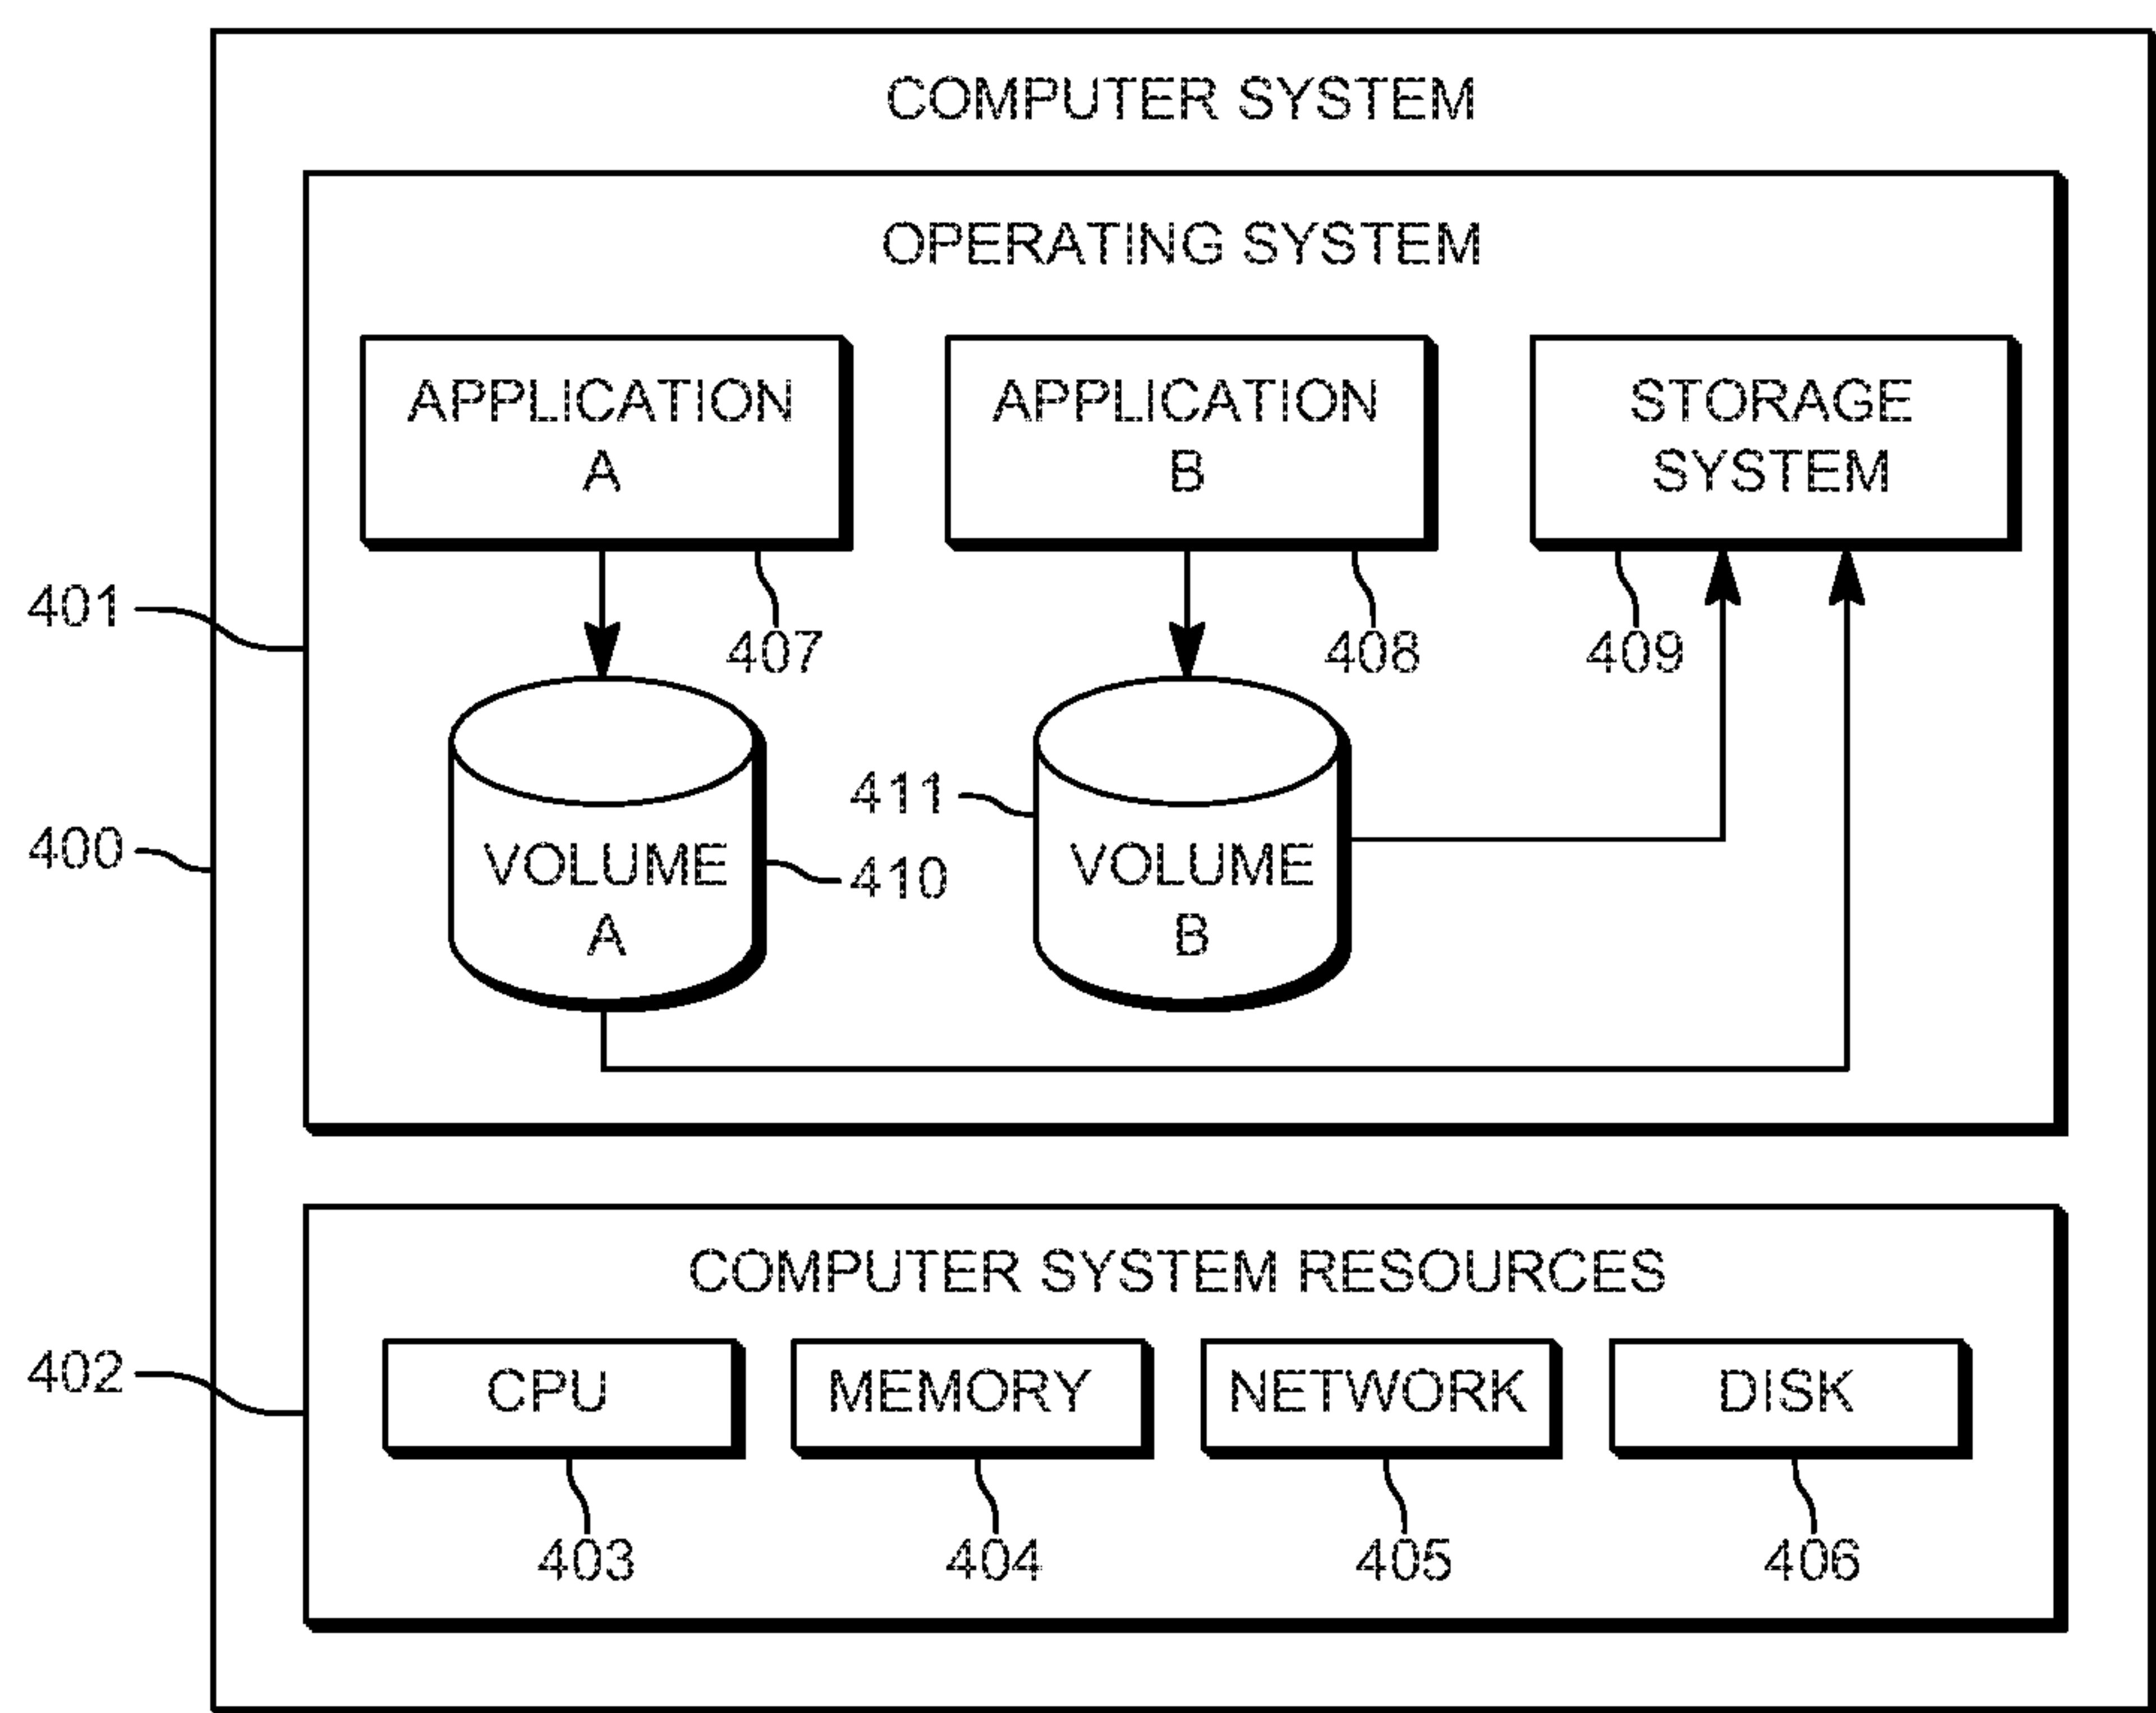 COMPUTER SYSTEM
OPERATING SYSTEM
APPLICATION
A
APPLICATION
B
STORAGE
SYSTEM
401
407
408
409
411
400
VOLUME
A
410
VOLUME
B
COMPUTER SYSTEM RESOURCES
402
CPU
MEMORY
NETWORK
DISK
403
404
405
406